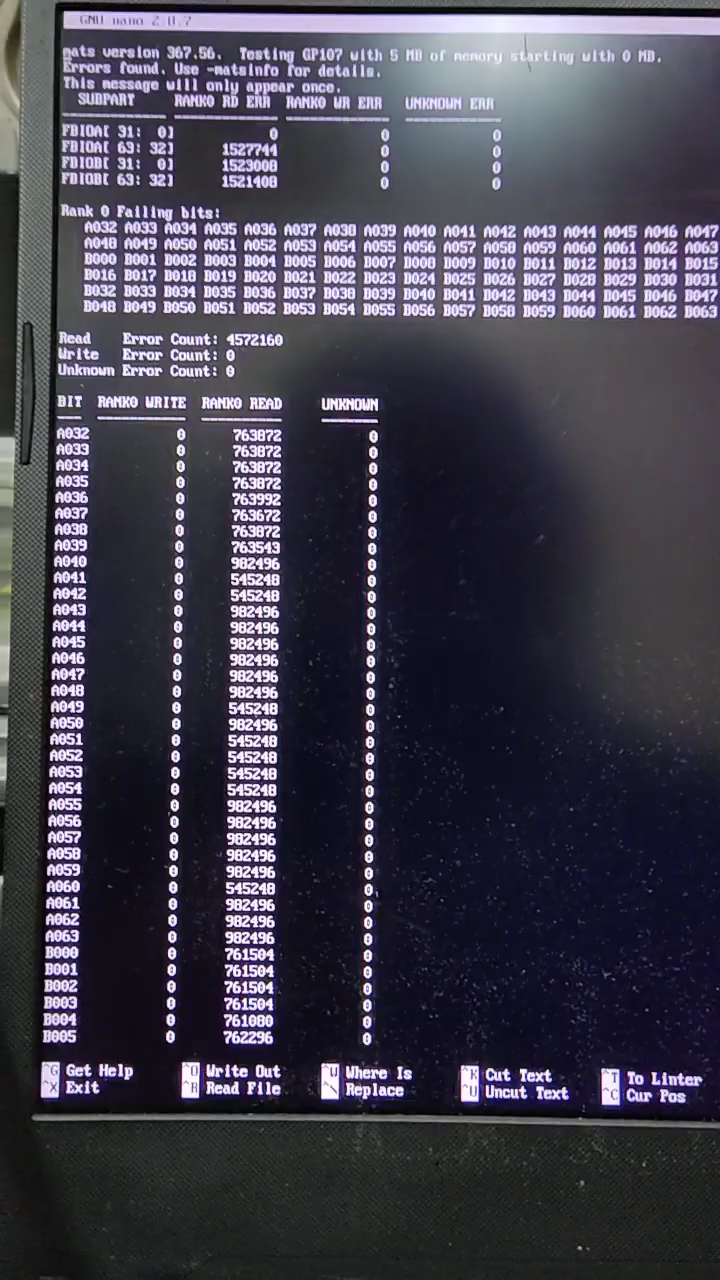 GNU nano 2.0.7
mats version 367.56. Testing GP107 with 5 MB of memory starting with 0 MB.
Errors found. Use -matsinfo for details.
This message will only appear once.
SUBPART RANK0 RD ERR RANK0 WR ERR UNKNOWN ERR
FBIOA[ 31: 0] 0 0 0
FBIOA[ 63: 32] 1527744 0 0
FBIOB[ 31: 0] 1523008 0 0
FBIOB[ 63: 32] 1521408 0 0
Rank 0 Failing bits:
A032 A033 A034 A035 A036 A037 A038 A039 A040 A041 A042 A043 A044 A045 A046 A047
A048 A049 A050 A051 A052 A053 A054 A055 A056 A057 A058 A059 A060 A061 A062 A063
B000 B001 B002 B003 B004 B005 B006 B007 B008 B009 B010 B011 B012 B013 B014 B015
B016 B017 B018 B019 B020 B021 B022 B023 B024 B025 B026 B027 B028 B029 B030 B031
B032 B033 B034 B035 B036 B037 B038 B039 B040 B041 B042 B043 B044 B045 B046 B047
B048 B049 B050 B051 B052 B053 B054 B055 B056 B057 B058 B059 B060 B061 B062 B063
Read Error Count: 4572160
Write Error Count: 0
Unknown Error Count: 0
BIT RANK0 WRITE RANK0 READ UNKNOWN
A032 0 763872 0
A033 0 763872 0
A034 0 763872 0
A035 0 763872 0
A036 0 763992 0
A037 0 763672 0
A038 0 763872 0
A039 0 763543 0
A040 0 982496 0
A041 0 545248 0
A042 0 545248 0
A043 0 982496 0
A044 0 982496 0
A045 0 982496 0
A046 0 982496 0
A047 0 982496 0
A048 0 982496 0
A049 0 545248 0
A050 0 982496 0
A051 0 545248 0
A052 0 545248 0
A053 0 545248 0
A054 0 545248 0
A055 0 982496 0
A056 0 982496 0
A057 0 982496 0
A058 0 982496 0
A059 0 982496 0
A060 0 545248 0
A061 0 982496 0
A062 0 982496 0
A063 0 982496 0
B000 0 761504 0
B001 0 761504 0
B002 0 761504 0
B003 0 761504 0
B004 0 761080 0
B005 0 762296 0
^G Get Help ^O Write Out ^W Where Is ^K Cut Text ^T To Linter
^X Exit ^R Read File ^\ Replace ^U Uncut Text ^C Cur Pos